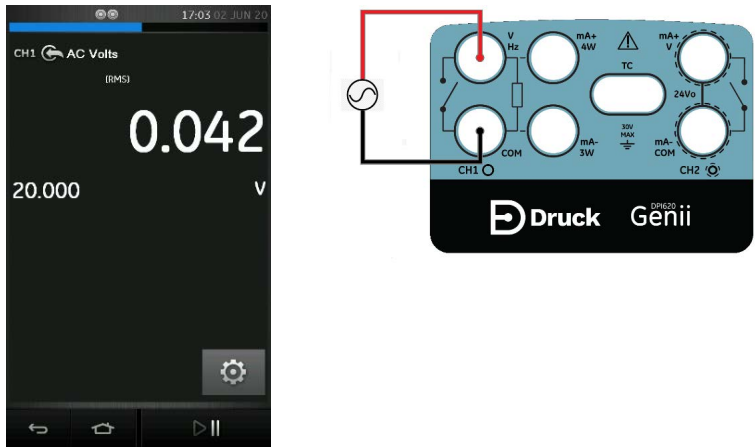 17:03 02 JUN 20
CH1 AC Volts
(RMS)
0.042
20.000 V
V
Hz
mA+
4W
mA+
V
TC
24Vo
30V
MAX
COM
mA-
3W
mA-
COM
CH1
CH2
Druck
DPI620
Genii